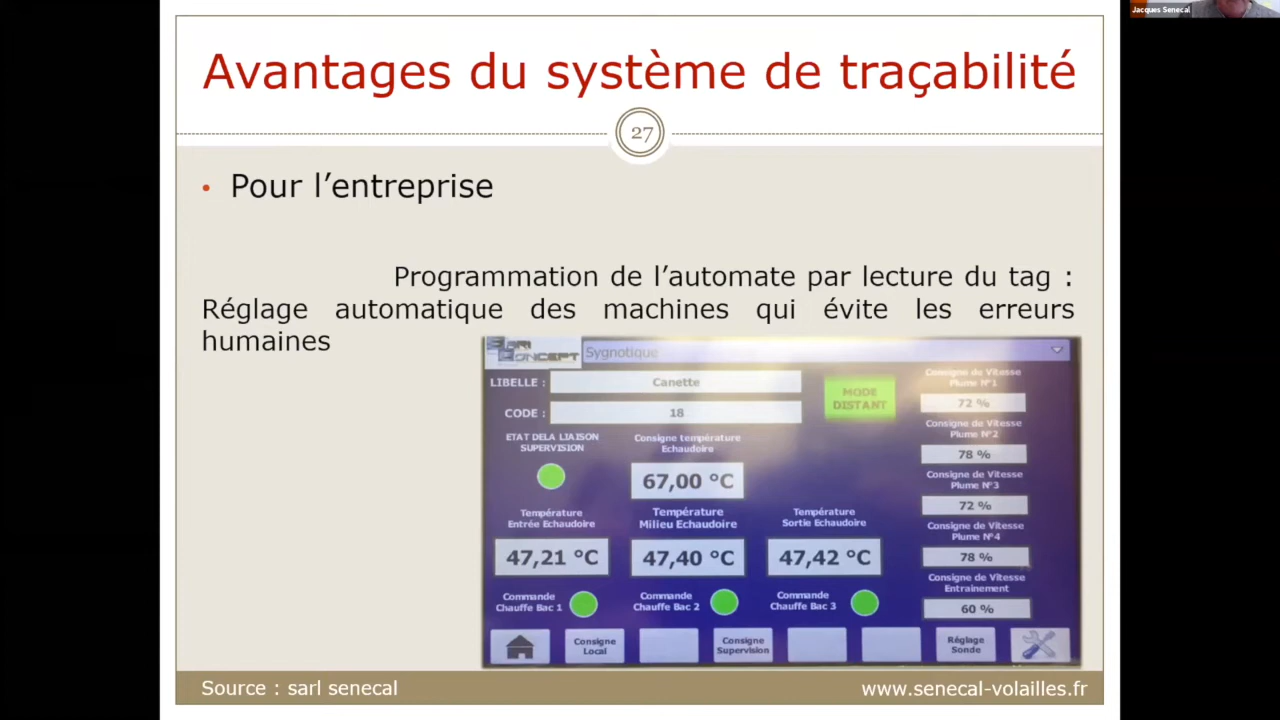 Jacques Senecal
Avantages du système de traçabilité
27
• Pour l’entreprise
Programmation de l’automate par lecture du tag :
Réglage automatique des machines qui évite les erreurs
humaines
CONCEPT
Sygnotique
LIBELLE :
Canette
CODE :
18
MODE
DISTANT
ETAT DELA LIAISON
SUPERVISION
Consigne température
Echaudoire
67,00 °C
Température
Entrée Echaudoire
47,21 °C
Température
Milieu Echaudoire
47,40 °C
Température
Sortie Echaudoire
47,42 °C
Commande
Chauffe Bac 1
Commande
Chauffe Bac 2
Commande
Chauffe Bac 3
Consigne de Vitesse
Plume N°1
72 %
Consigne de Vitesse
Plume N°2
78 %
Consigne de Vitesse
Plume N°3
72 %
Consigne de Vitesse
Plume N°4
78 %
Consigne de Vitesse
Entrainement
60 %
Consigne
Local
Consigne
Supervision
Réglage
Sonde
Source : sarl senecal
www.senecal-volailles.fr